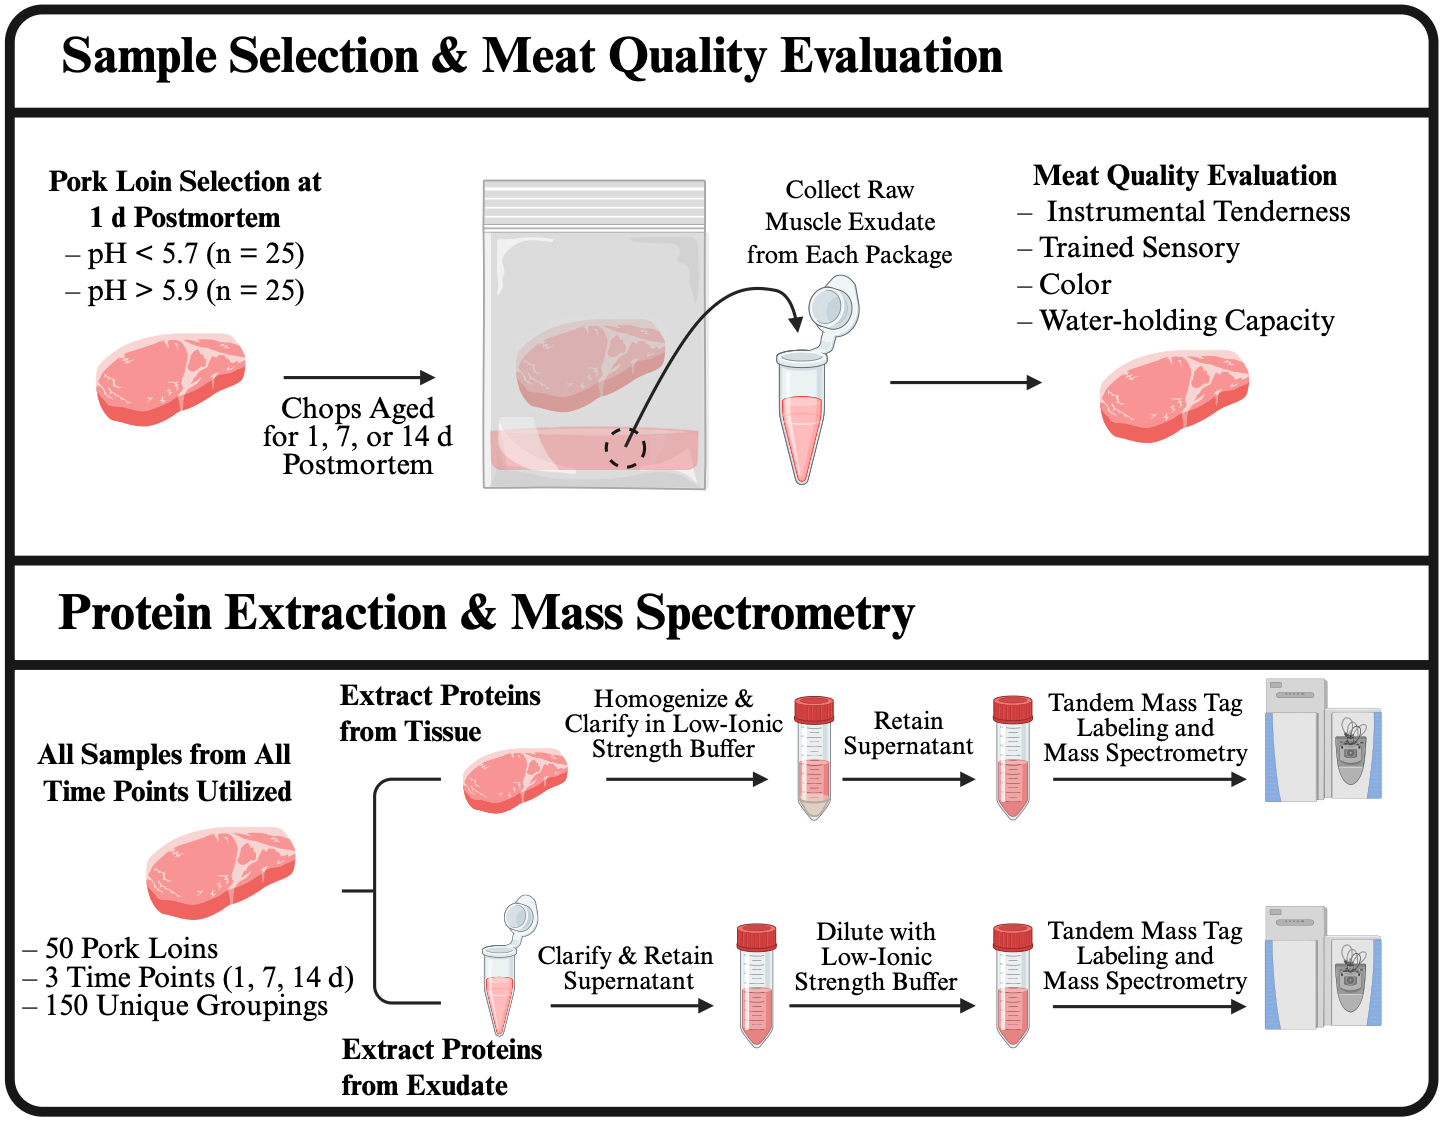 Sample Selection & Meat Quality Evaluation
Pork Loin Selection at
1 d Postmortem
– pH < 5.7 (n = 25)
– pH > 5.9 (n = 25)
Chops Aged
for 1, 7, or 14 d
Postmortem
Collect Raw
Muscle Exudate
from Each Package
Meat Quality Evaluation
– Instrumental Tenderness
– Trained Sensory
– Color
– Water-holding Capacity
Protein Extraction & Mass Spectrometry
All Samples from All
Time Points Utilized
– 50 Pork Loins
– 3 Time Points (1, 7, 14 d)
– 150 Unique Groupings
Extract Proteins
from Tissue
Homogenize &
Clarify in Low-Ionic
Strength Buffer
Retain
Supernatant
Tandem Mass Tag
Labeling and
Mass Spectrometry
Extract Proteins
from Exudate
Clarify & Retain
Supernatant
Dilute with
Low-Ionic
Strength Buffer
Tandem Mass Tag
Labeling and
Mass Spectrometry